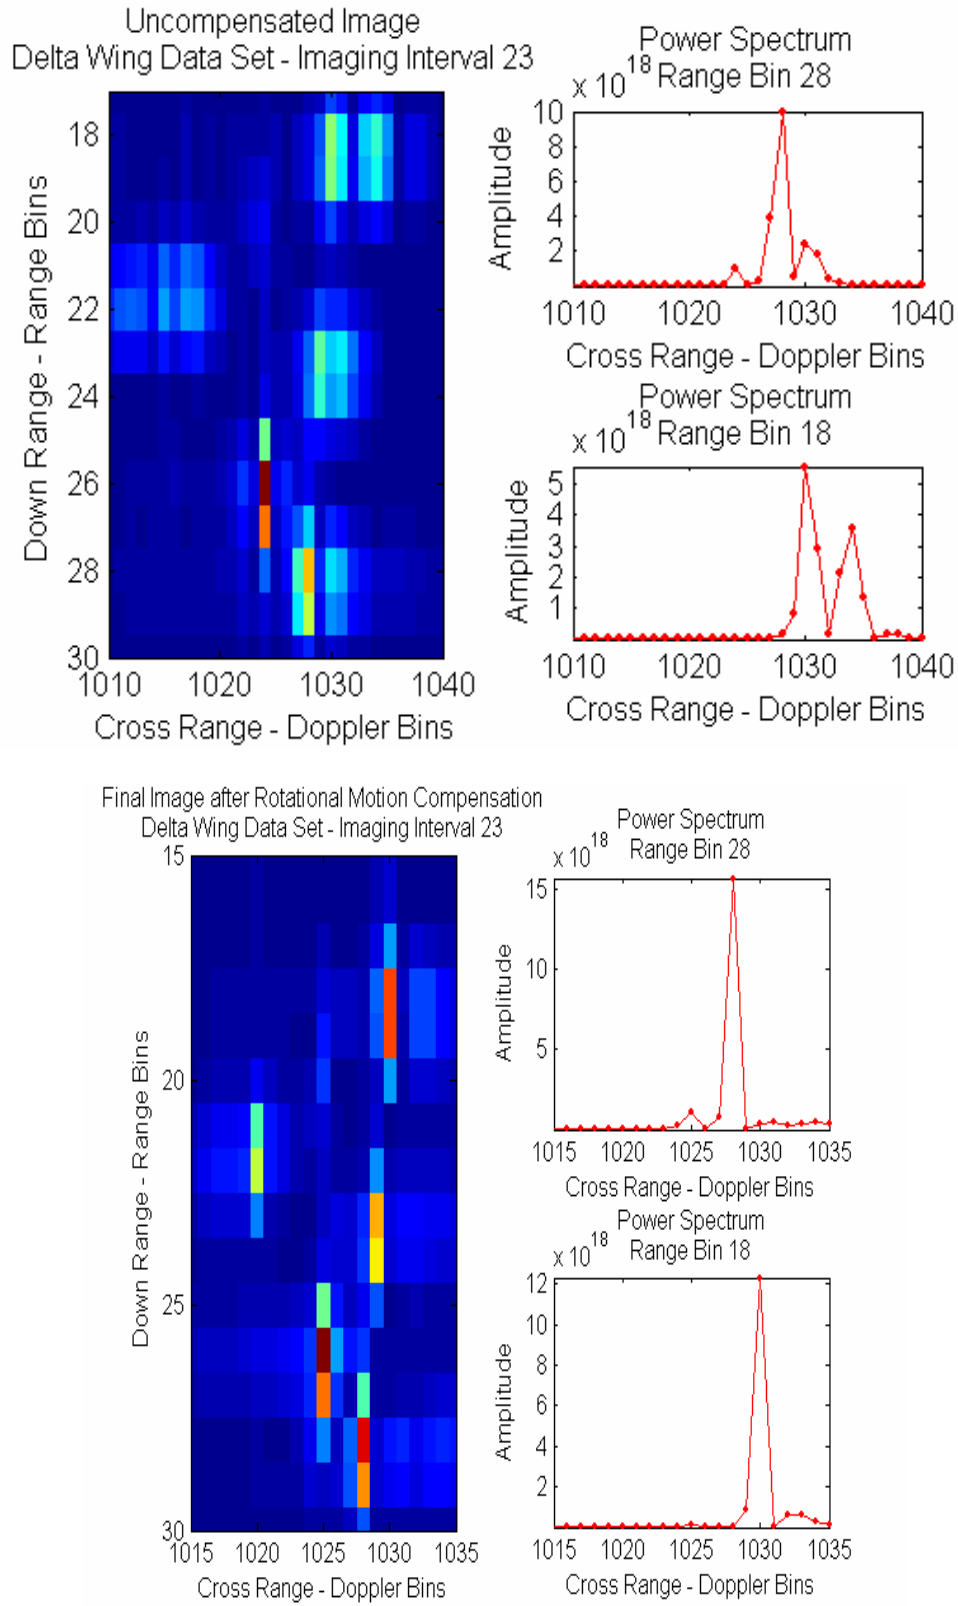 Uncompensated Image
Delta Wing Data Set - Imaging Interval 23
18
20
22
24
26
28
30
1010 1020 1030 1040
Down Range - Range Bins
Cross Range - Doppler Bins
Power Spectrum
x 10^18 Range Bin 28
10
8
6
4
2
1010 1020 1030 1040
Amplitude
Cross Range - Doppler Bins
Power Spectrum
x 10^18 Range Bin 18
5
4
3
2
1
1010 1020 1030 1040
Amplitude
Cross Range - Doppler Bins
Final Image after Rotational Motion Compensation
Delta Wing Data Set - Imaging Interval 23
15
20
25
30
1015 1020 1025 1030 1035
Down Range - Range Bins
Cross Range - Doppler Bins
Power Spectrum
x 10^18 Range Bin 28
15
10
5
1015 1020 1025 1030 1035
Amplitude
Cross Range - Doppler Bins
Power Spectrum
x 10^18 Range Bin 18
12
10
8
6
4
2
1015 1020 1025 1030 1035
Amplitude
Cross Range - Doppler Bins